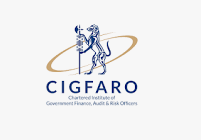 CIGFARO
Chartered Institute of
Government Finance, Audit & Risk Officers